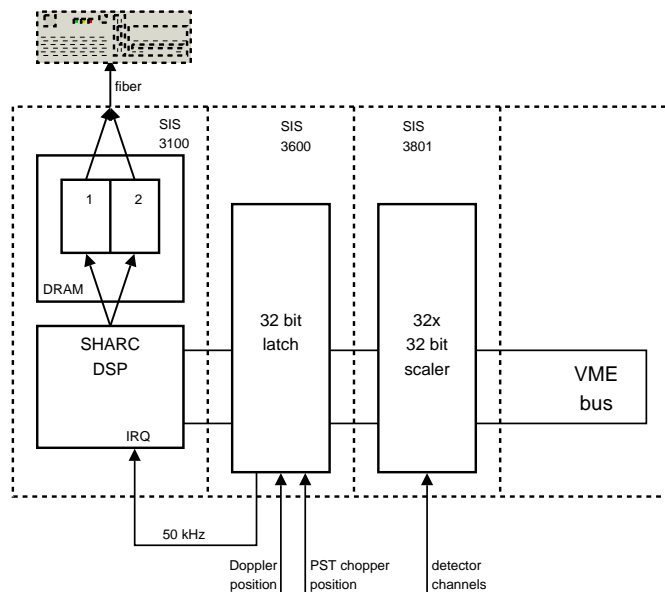 fiber
SIS
3100
SIS
3600
SIS
3801
1
2
DRAM
SHARC
DSP
IRQ
32 bit
latch
32x
32 bit
scaler
VME
bus
50 kHz
Doppler
position
PST chopper
position
detector
channels